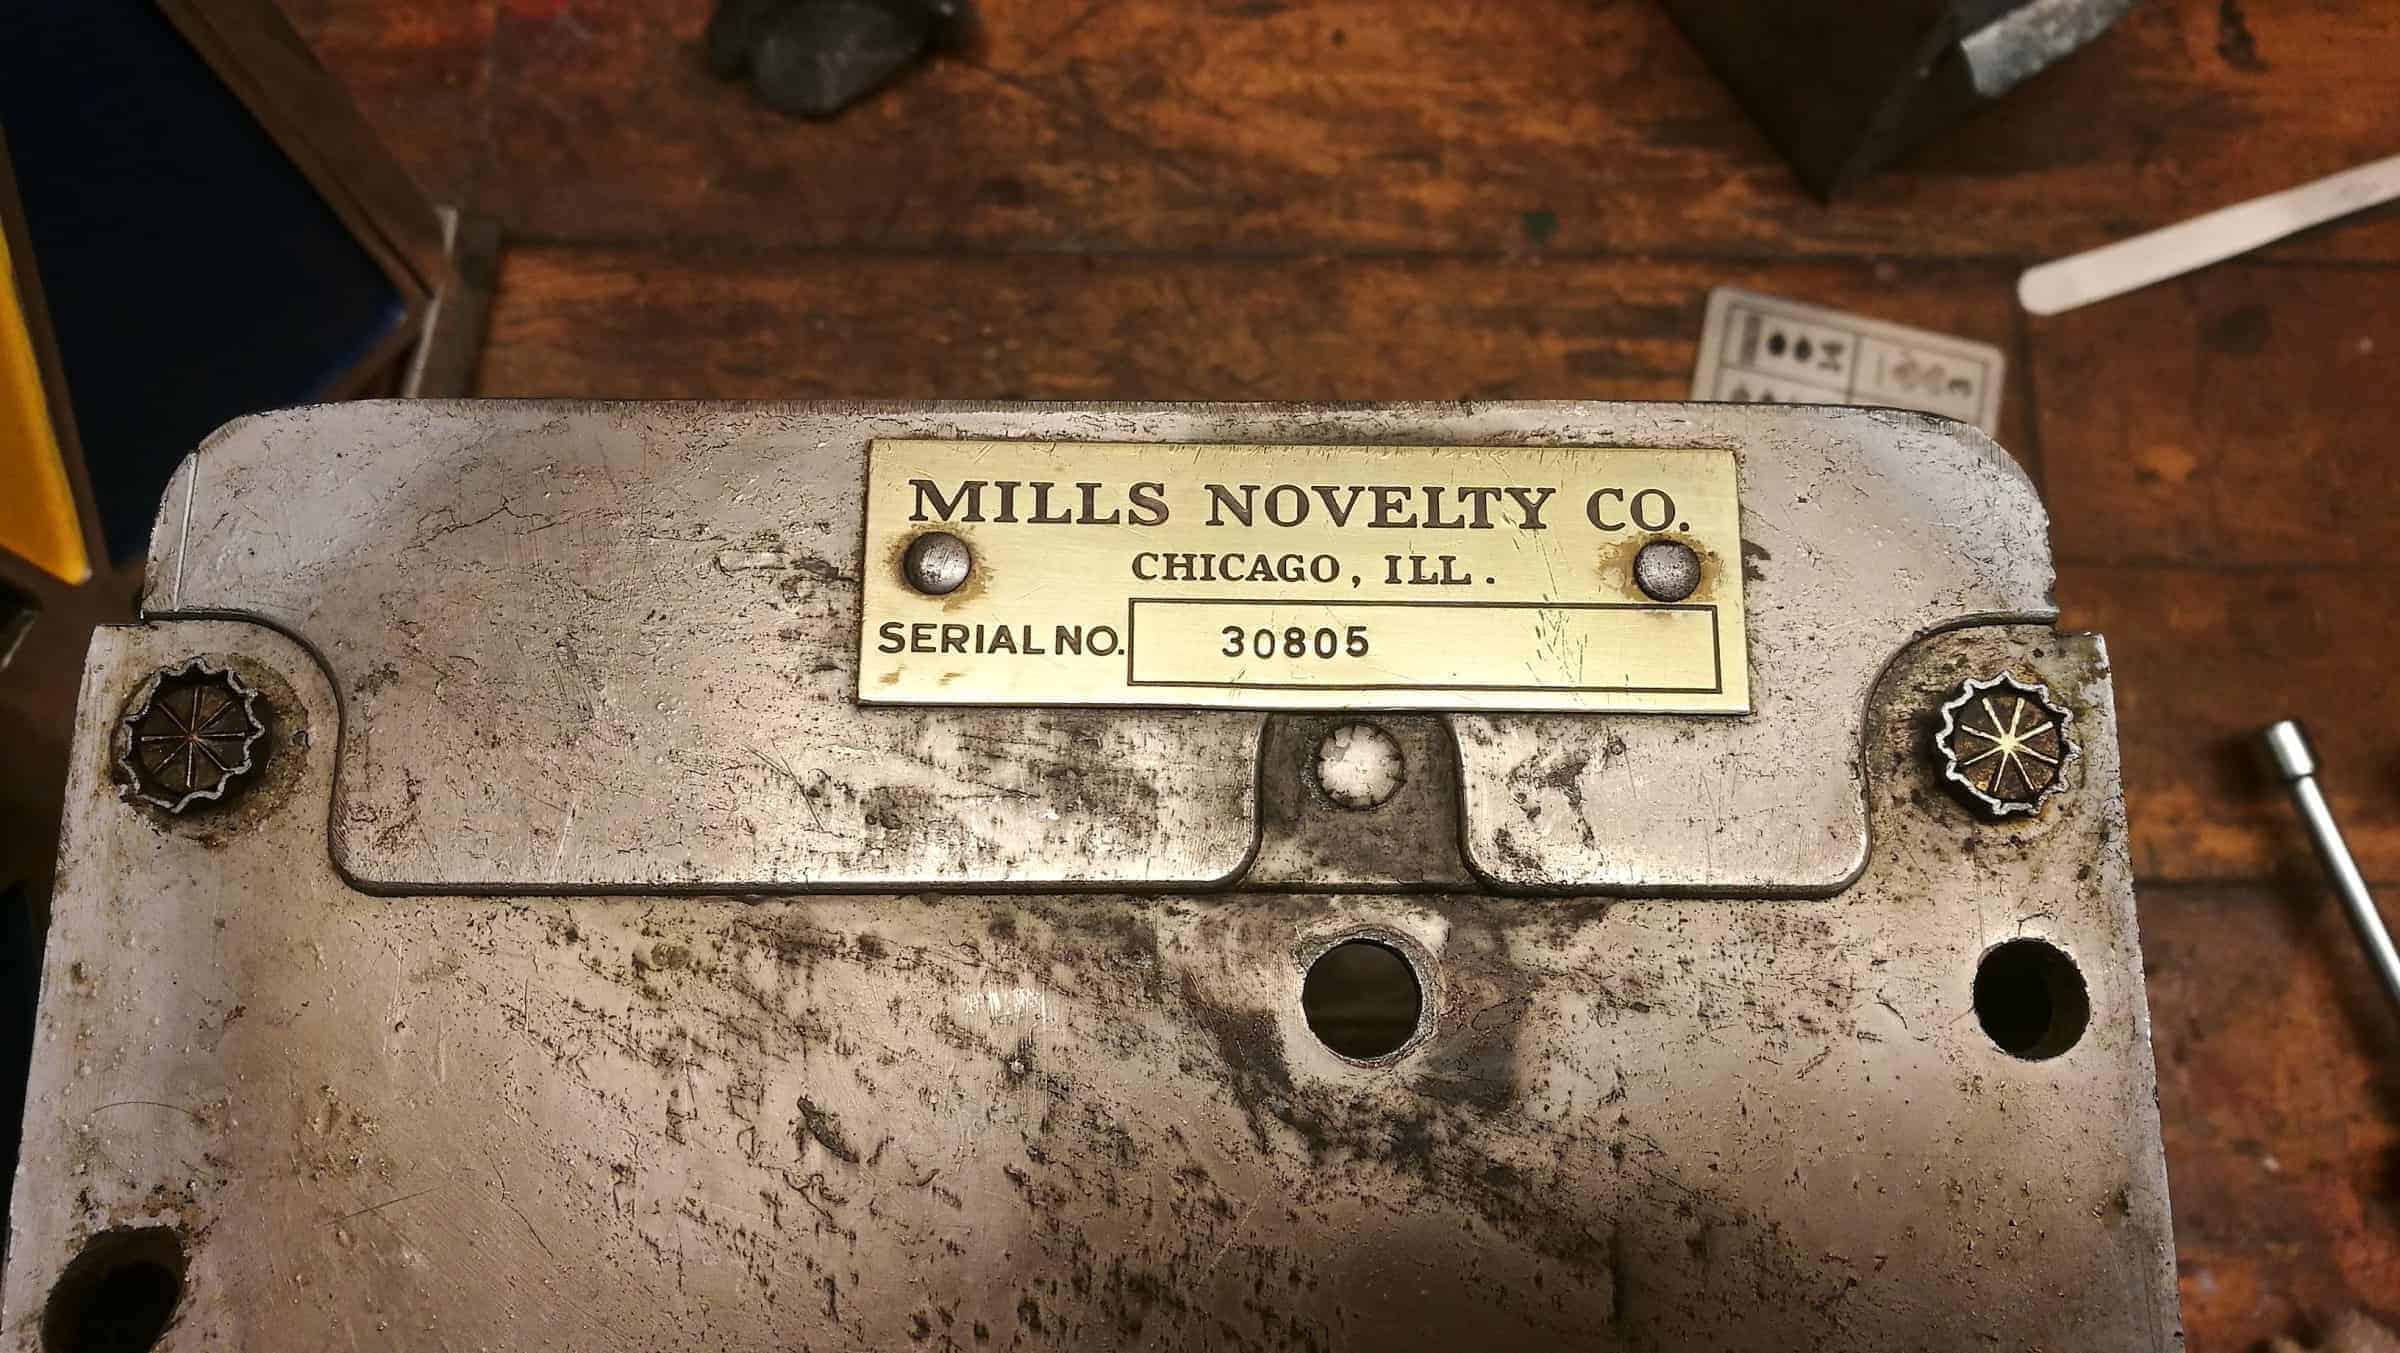 MILLS NOVELTY CO.
CHICAGO, ILL.
SERIAL NO. 30805